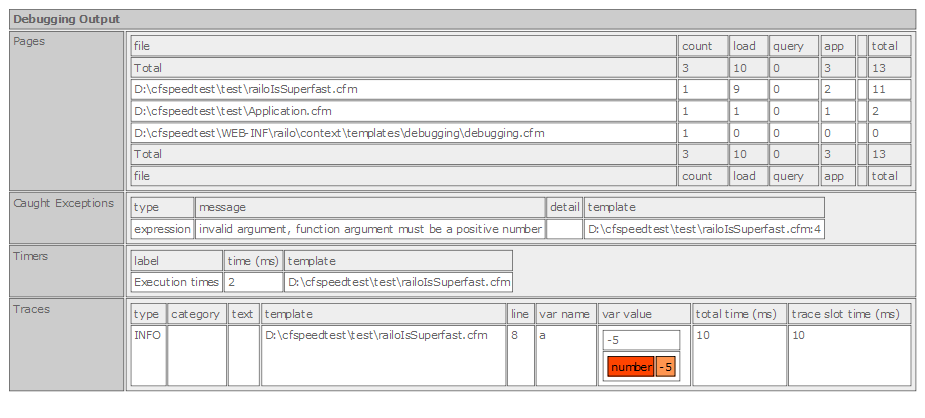 Debugging Output
Pages
file count load query app total
Total 3 10 0 3 13
D:\cfspeedtest\test\railoIsSuperfast.cfm 1 9 0 2 11
D:\cfspeedtest\test\Application.cfm 1 1 0 1 2
D:\cfspeedtest\WEB-INF\railo\context\templates\debugging\debugging.cfm 1 0 0 0 0
Total 3 10 0 3 13
file count load query app total
Caught Exceptions
type message detail template
expression invalid argument, function argument must be a positive number D:\cfspeedtest\test\railoIsSuperfast.cfm:4
Timers
label time (ms) template
Execution times 2 D:\cfspeedtest\test\railoIsSuperfast.cfm
Traces
type category text template line var name var value total time (ms) trace slot time (ms)
INFO D:\cfspeedtest\test\railoIsSuperfast.cfm 8 a -5 10 10
number -5